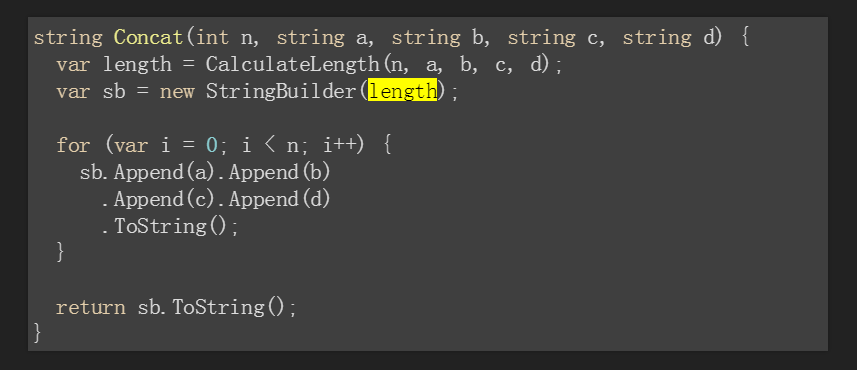 string Concat(int n, string a, string b, string c, string d) {
  var length = CalculateLength(n, a, b, c, d);
  var sb = new StringBuilder(length);
  for (var i = 0; i < n; i++) {
    sb.Append(a).Append(b)
      .Append(c).Append(d)
      .ToString();
  }
  return sb.ToString();
}